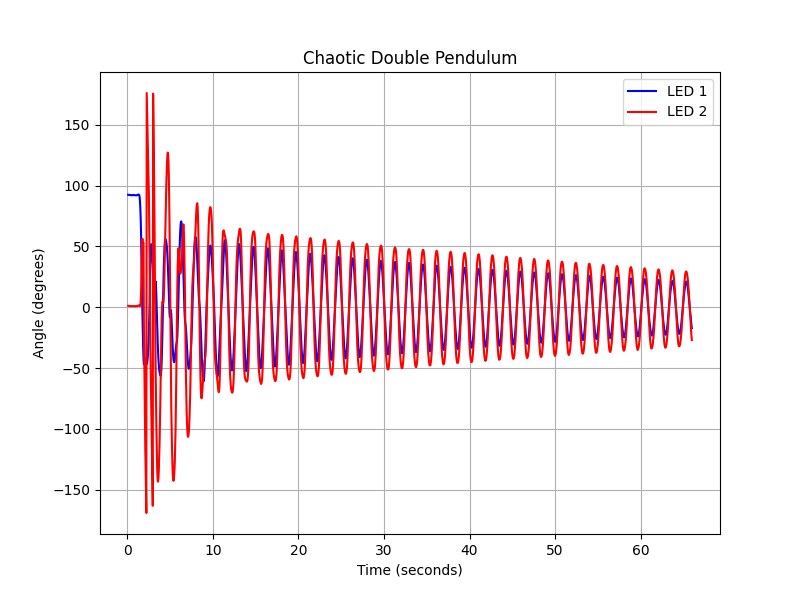 Chaotic Double Pendulum
LED 1
LED 2
150
100
50
0
−50
−100
−150
Angle (degrees)
0 10 20 30 40 50 60
Time (seconds)